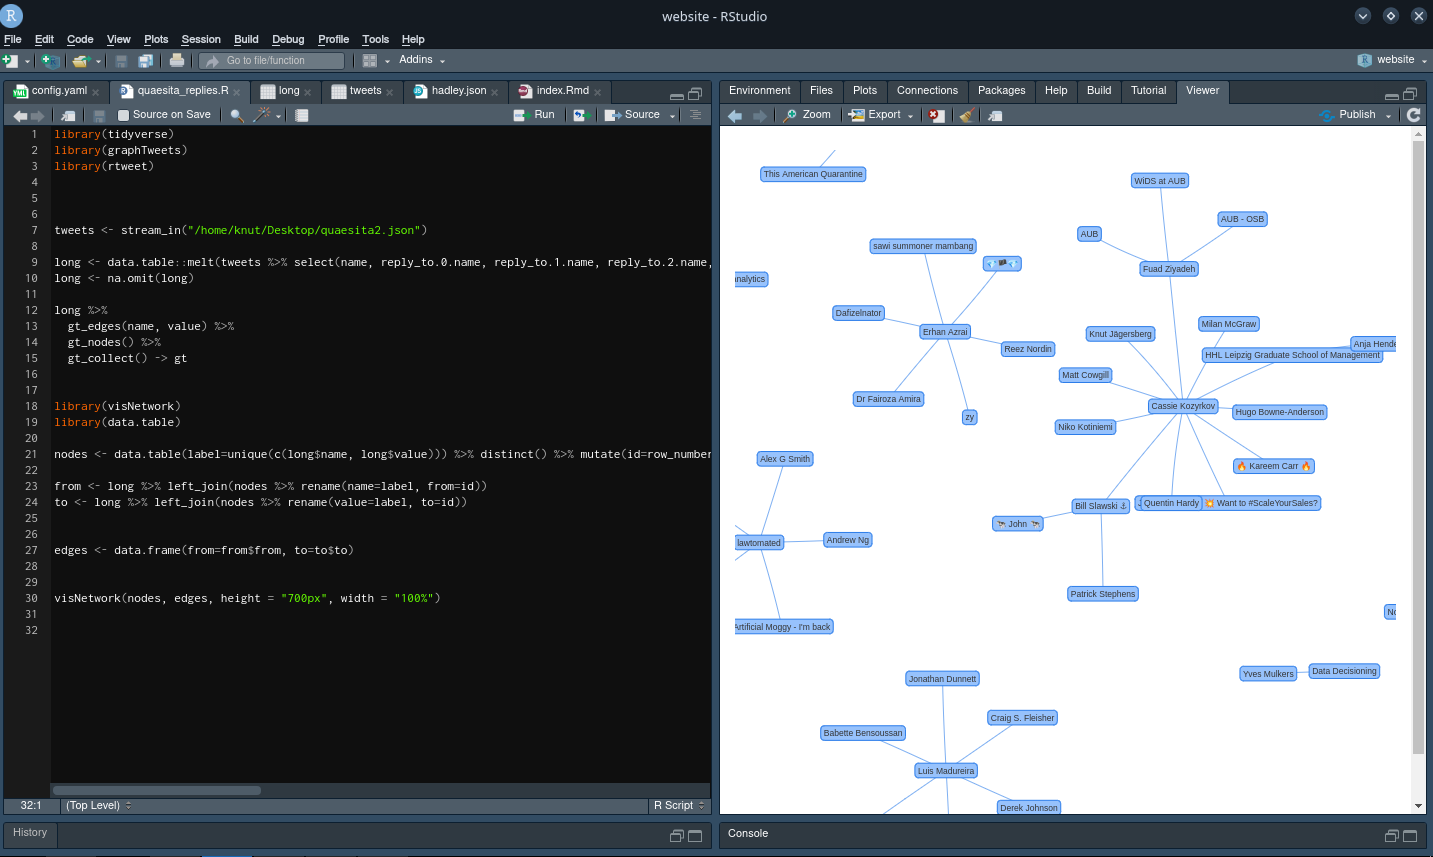 website - RStudio
File Edit Code View Plots Session Build Debug Profile Tools Help
Go to file/function Addins website
config.yaml quaesita_replies.R long tweets hadley.json index.Rmd
Source on Save Run Source
1 library(tidyverse)
2 library(graphTweets)
3 library(rtweet)
4
5
6
7 tweets <- stream_in("/home/knut/Desktop/quaesita2.json")
8
9 long <- data.table::melt(tweets %>% select(name, reply_to.0.name, reply_to.1.name, reply_to.2.name,
10 long <- na.omit(long)
11
12 long %>%
13 gt_edges(name, value) %>%
14 gt_nodes() %>%
15 gt_collect() -> gt
16
17
18 library(visNetwork)
19 library(data.table)
20
21 nodes <- data.table(label=unique(c(long$name, long$value))) %>% distinct() %>% mutate(id=row_number
22
23 from <- long %>% left_join(nodes %>% rename(name=label, from=id))
24 to <- long %>% left_join(nodes %>% rename(value=label, to=id))
25
26
27 edges <- data.frame(from=from$from, to=to$to)
28
29
30 visNetwork(nodes, edges, height = "700px", width = "100%")
31
32
32:1 (Top Level) R Script
History
Environment Files Plots Connections Packages Help Build Tutorial Viewer
Zoom Export Publish
This American Quarantine
WiDS at AUB
AUB - OSB
AUB
sawi summoner mambang
💎🏴💎
Fuad Ziyadeh
nalytics
Dafizelnator
Erhan Azrai
Milan McGraw
Knut Jägersberg
Anja Hende
Reez Nordin
HHL Leipzig Graduate School of Management
Matt Cowgill
Dr Fairoza Amira
Cassie Kozyrkov
Hugo Bowne-Anderson
zy
Niko Kotiniemi
Alex G Smith
🔥 Kareem Carr 🔥
Bill Slawski ⚓
Quentin Hardy
💥 Want to #ScaleYourSales?
John
lawtomated
Andrew Ng
Patrick Stephens
No
Artificial Moggy - I'm back
Yves Mulkers
Data Decisioning
Jonathan Dunnett
Craig S. Fleisher
Babette Bensoussan
Luis Madureira
Derek Johnson
Console